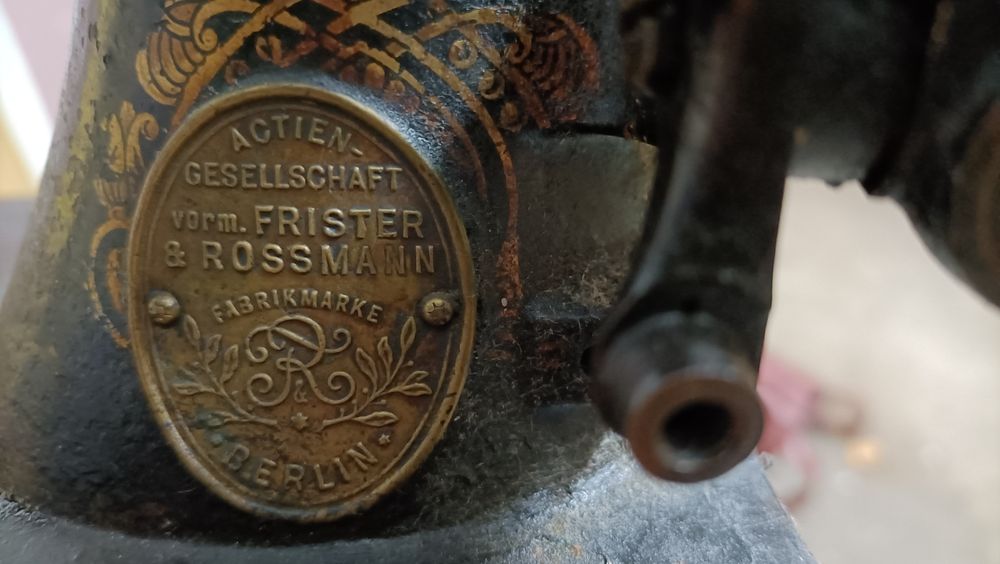 ACTIEN-
GESELLSCHAFT
vorm. FRISTER
& ROSSMANN
FABRIKMARKE
F&R
* BERLIN *